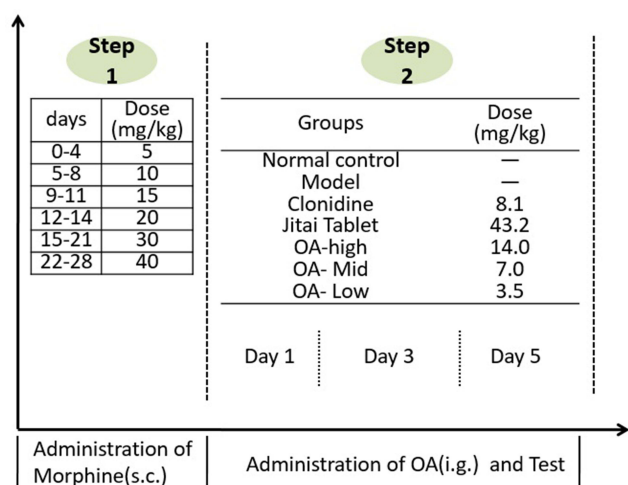 Step
1
Step
2
days Dose
(mg/kg)
0-4 5
5-8 10
9-11 15
12-14 20
15-21 30
22-28 40
Groups Dose
(mg/kg)
Normal control —
Model —
Clonidine 8.1
Jitai Tablet 43.2
OA-high 14.0
OA- Mid 7.0
OA- Low 3.5
Day 1 Day 3 Day 5
Administration of
Morphine(s.c.)
Administration of OA(i.g.) and Test